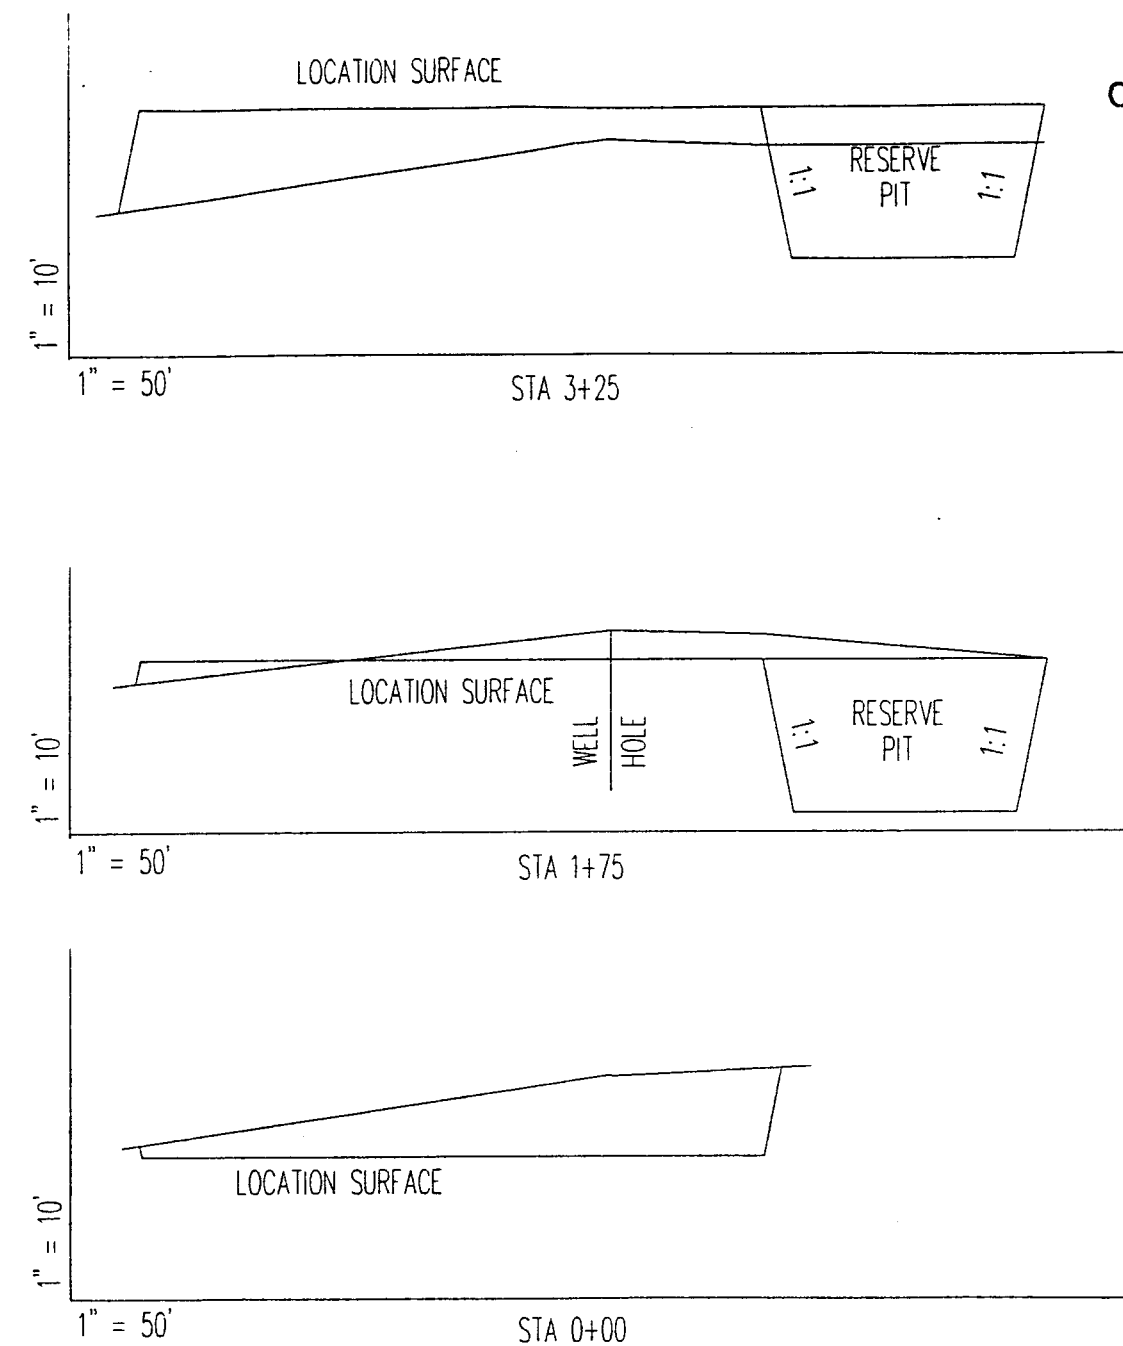 LOCATION SURFACE
C
RESERVE
PIT
1:1
1:1
1" = 10'
1" = 50'
STA 3+25
LOCATION SURFACE
WELL
HOLE
RESERVE
PIT
1:1
1:1
1" = 10'
1" = 50'
STA 1+75
LOCATION SURFACE
1" = 10'
1" = 50'
STA 0+00